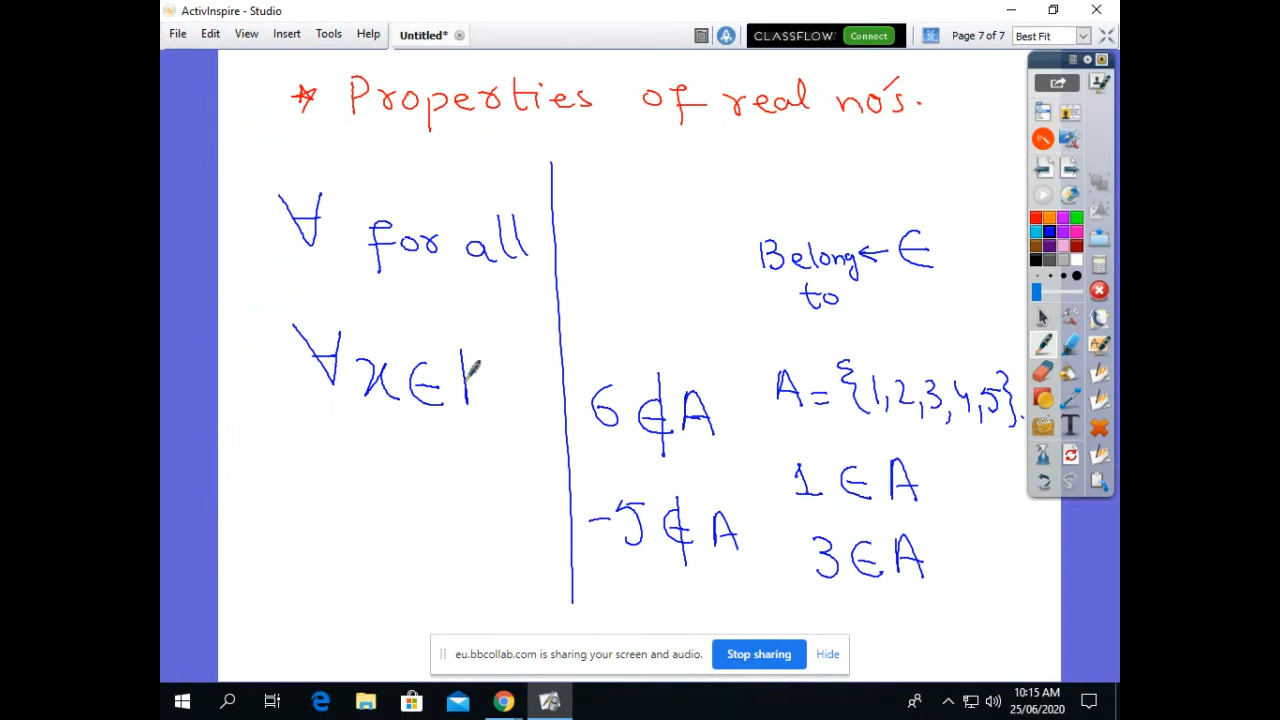 ActivInspire - Studio
File Edit View Insert Tools Help Untitled* CLASSFLOW Connect Page 7 of 7 Best Fit
* Properties of real no's.
∀ for all
∀ x ∈ |
Belong ← ∈
to
A = {1,2,3,4,5}.
6 ∉ A
1 ∈ A
-5 ∉ A
3 ∈ A
eu.bbcollab.com is sharing your screen and audio. Stop sharing Hide
10:15 AM
25/06/2020